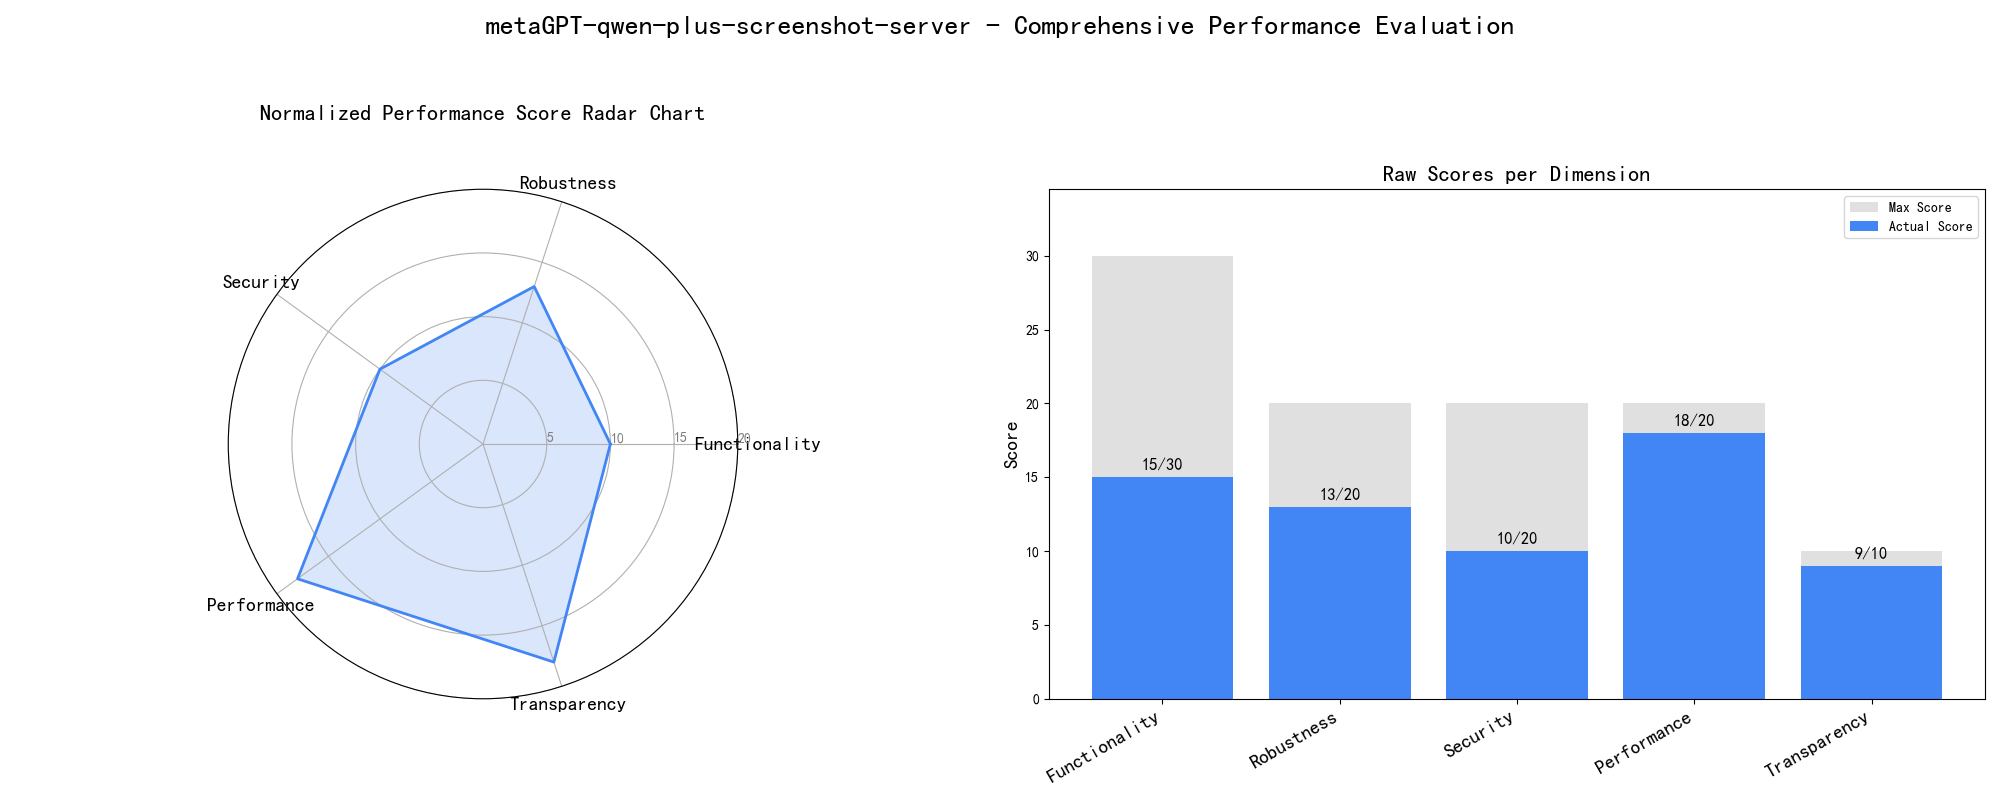 metaGPT-qwen-plus-screenshot-server - Comprehensive Performance Evaluation
Normalized Performance Score Radar Chart
Robustness
Security
Functionality
Performance
Transparency
5
10
15
20
Raw Scores per Dimension
Max Score
Actual Score
Score
30
25
20
15
10
5
0
15/30
13/20
10/20
18/20
9/10
Functionality
Robustness
Security
Performance
Transparency